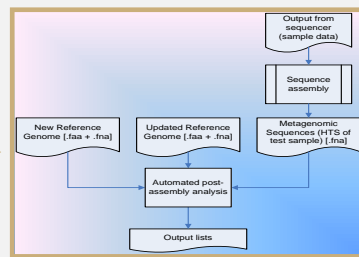 Output from
sequencer
(sample data)
Sequence
assembly
New Reference
Genome [.faa + .fna]
Updated Reference
Genome [.faa + .fna]
Metagenomic
Sequences (HTS of
test sample) [.fna]
Automated post-
assembly analysis
Output lists